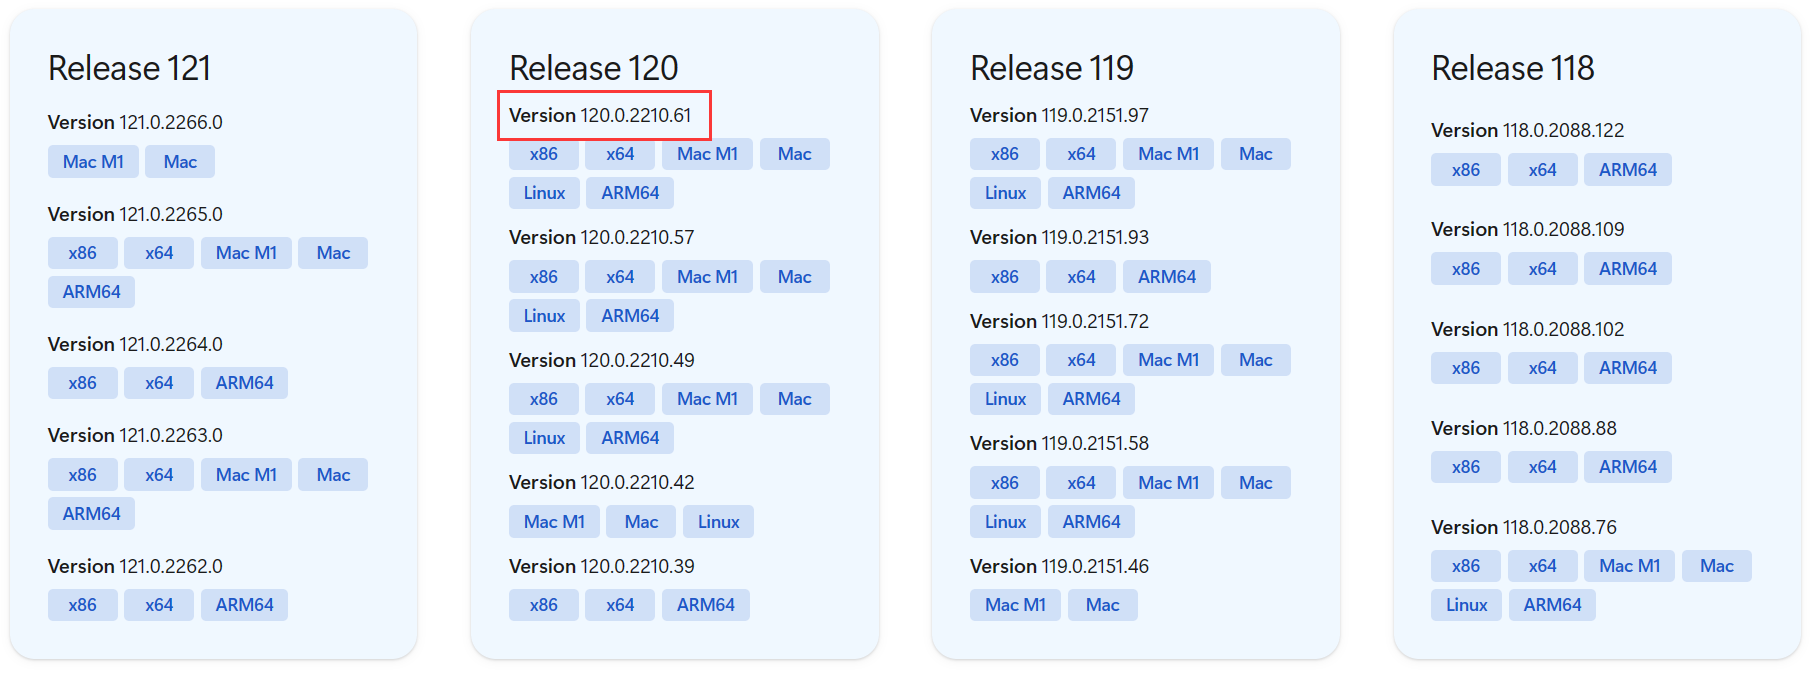 Release 121
Version 121.0.2266.0
Mac M1 Mac
Version 121.0.2265.0
x86 x64 Mac M1 Mac
ARM64
Version 121.0.2264.0
x86 x64 ARM64
Version 121.0.2263.0
x86 x64 Mac M1 Mac
ARM64
Version 121.0.2262.0
x86 x64 ARM64
Release 120
Version 120.0.2210.61
x86 x64 Mac M1 Mac
Linux ARM64
Version 120.0.2210.57
x86 x64 Mac M1 Mac
Linux ARM64
Version 120.0.2210.49
x86 x64 Mac M1 Mac
Linux ARM64
Version 120.0.2210.42
Mac M1 Mac Linux
Version 120.0.2210.39
x86 x64 ARM64
Release 119
Version 119.0.2151.97
x86 x64 Mac M1 Mac
Linux ARM64
Version 119.0.2151.93
x86 x64 ARM64
Version 119.0.2151.72
x86 x64 Mac M1 Mac
Linux ARM64
Version 119.0.2151.58
x86 x64 Mac M1 Mac
Linux ARM64
Version 119.0.2151.46
Mac M1 Mac
Release 118
Version 118.0.2088.122
x86 x64 ARM64
Version 118.0.2088.109
x86 x64 ARM64
Version 118.0.2088.102
x86 x64 ARM64
Version 118.0.2088.88
x86 x64 ARM64
Version 118.0.2088.76
x86 x64 Mac M1 Mac
Linux ARM64